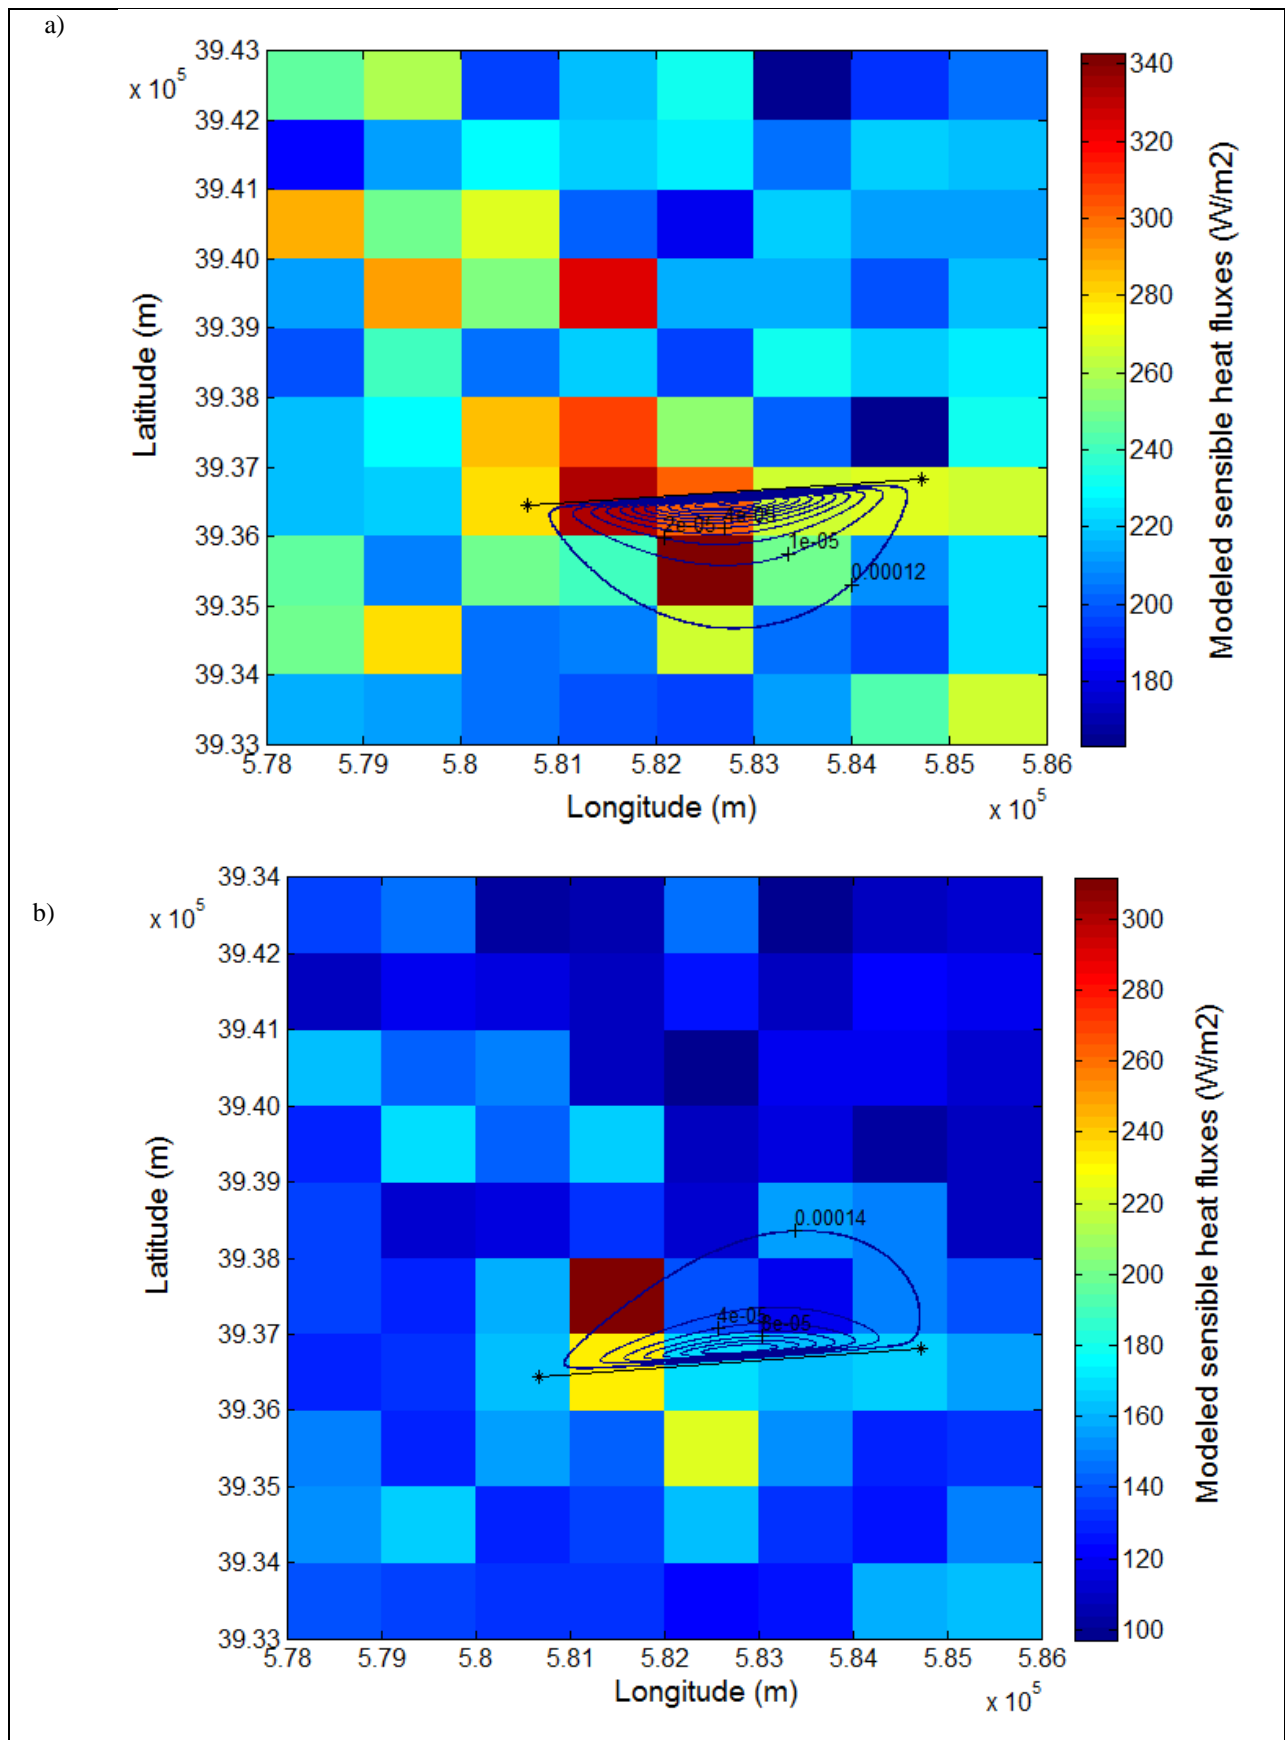 a)
39.43
x 10^5
39.42
39.41
39.40
39.39
39.38
39.37
39.36
39.35
39.34
39.33
Latitude (m)
5.78 5.79 5.8 5.81 5.82 5.83 5.84 5.85 5.86
Longitude (m)
x 10^5
2e-05
1e-05
0.00012
340
320
300
280
260
240
220
200
180
Modeled sensible heat fluxes (W/m2)
b)
39.34
x 10^5
39.42
39.41
39.40
39.39
39.38
39.37
39.36
39.35
39.34
39.33
Latitude (m)
5.78 5.79 5.8 5.81 5.82 5.83 5.84 5.85 5.86
Longitude (m)
x 10^5
0.00014
4e-05
300
280
260
240
220
200
180
160
140
120
100
Modeled sensible heat fluxes (W/m2)